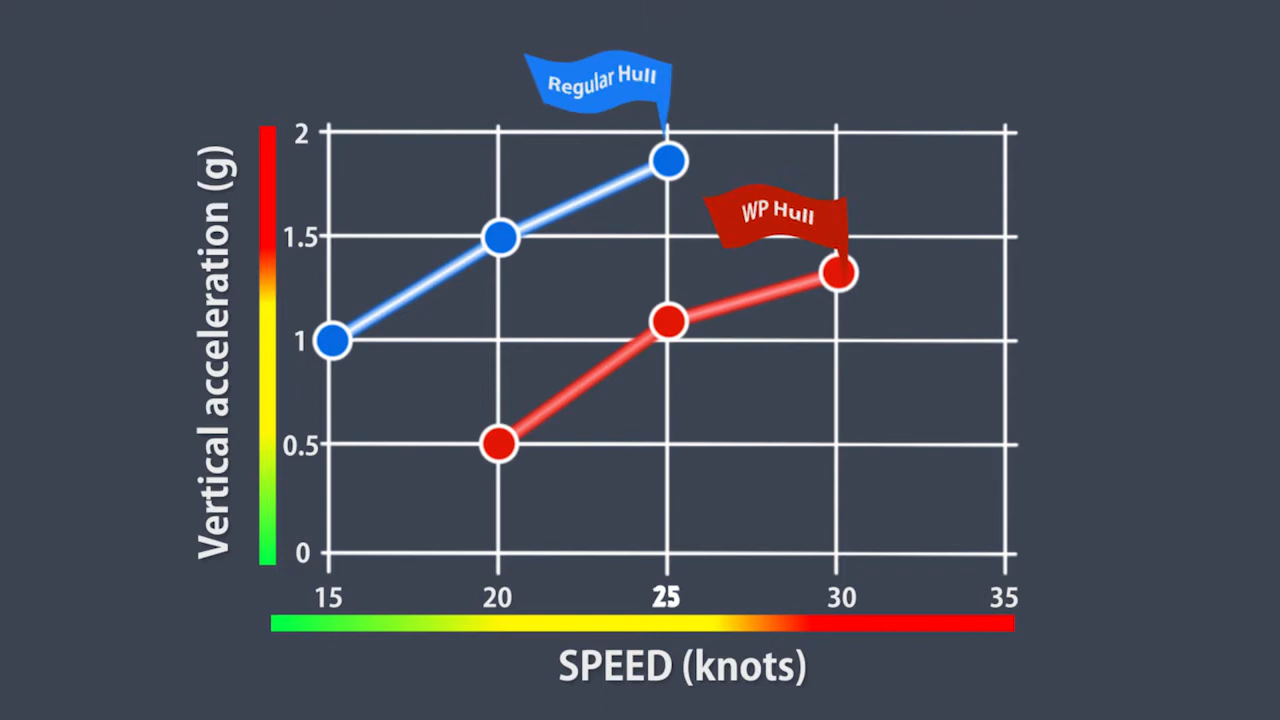 Regular Hull
WP Hull
Vertical acceleration (g)
2
1.5
1
0.5
0
15 20 25 30 35
SPEED (knots)